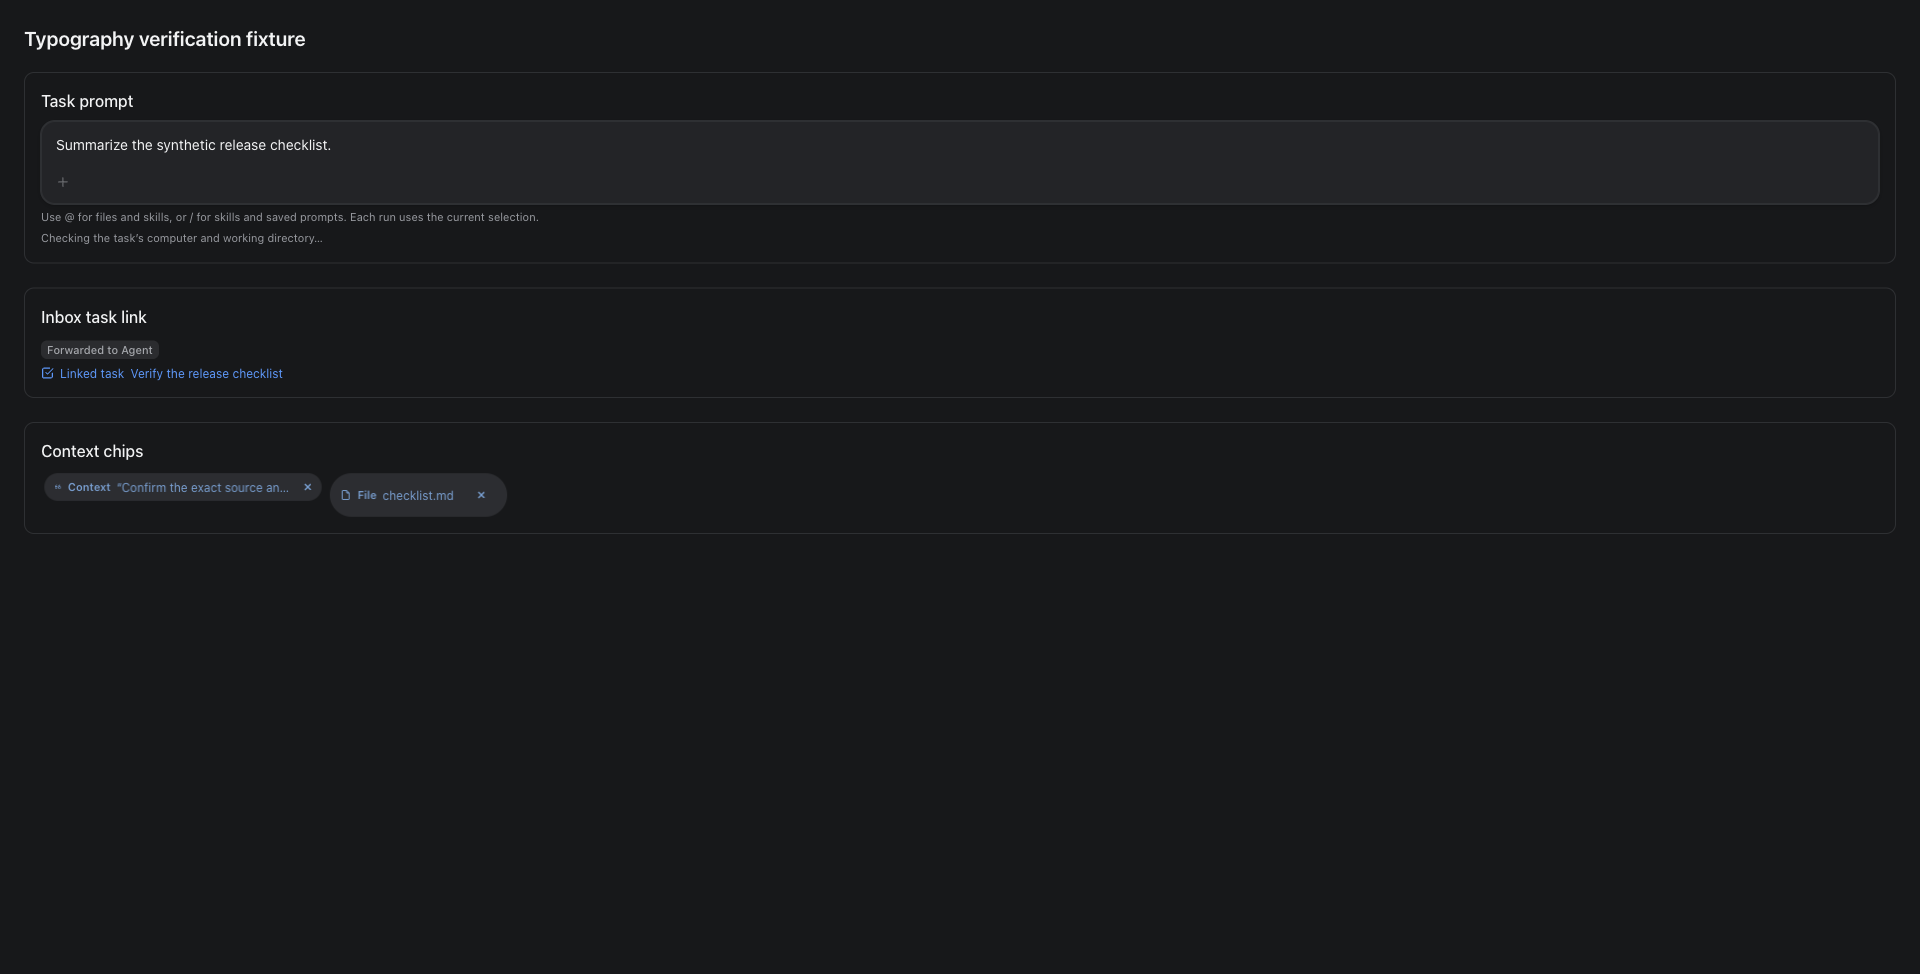 Typography verification fixture
Task prompt
Summarize the synthetic release checklist.
Use @ for files and skills, or / for skills and saved prompts. Each run uses the current selection.
Checking the task's computer and working directory...
Inbox task link
Forwarded to Agent
Linked task Verify the release checklist
Context chips
Context "Confirm the exact source an...
File checklist.md